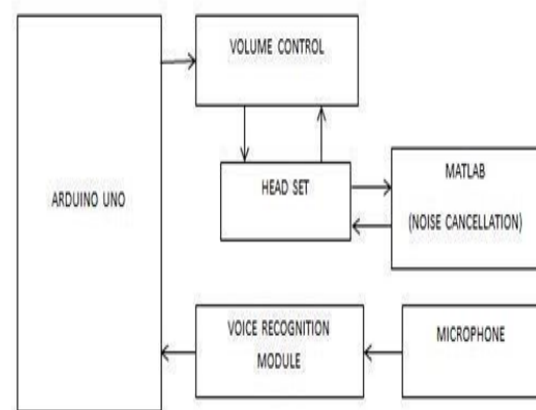 VOLUME CONTROL
ARDUINO UNO
HEAD SET
MATLAB
(NOISE CANCELLATION)
VOICE RECOGNITION
MODULE
MICROPHONE